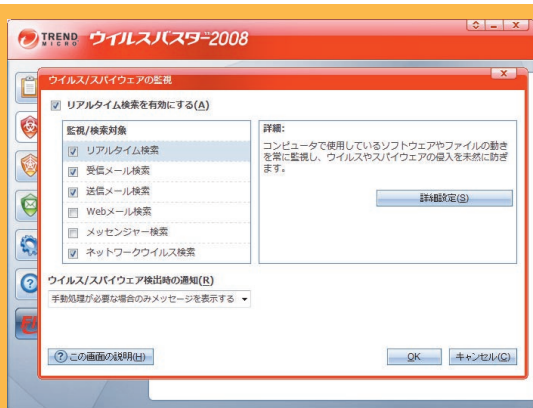 TREND MICRO ウイルスバスター2008
ウイルス/スパイウェアの監視
リアルタイム検索を有効にする(A)
監視/検索対象
リアルタイム検索
受信メール検索
送信メール検索
Webメール検索
メッセンジャー検索
ネットワークウイルス検索
詳細:
コンピュータで使用しているソフトウェアやファイルの動き
を常に監視し、ウイルスやスパイウェアの侵入を未然に防ぎ
ます。
詳細設定(S)
ウイルス/スパイウェア検出時の通知(R)
手動処理が必要な場合のみメッセージを表示する
この画面の説明(H)
OK
キャンセル(C)